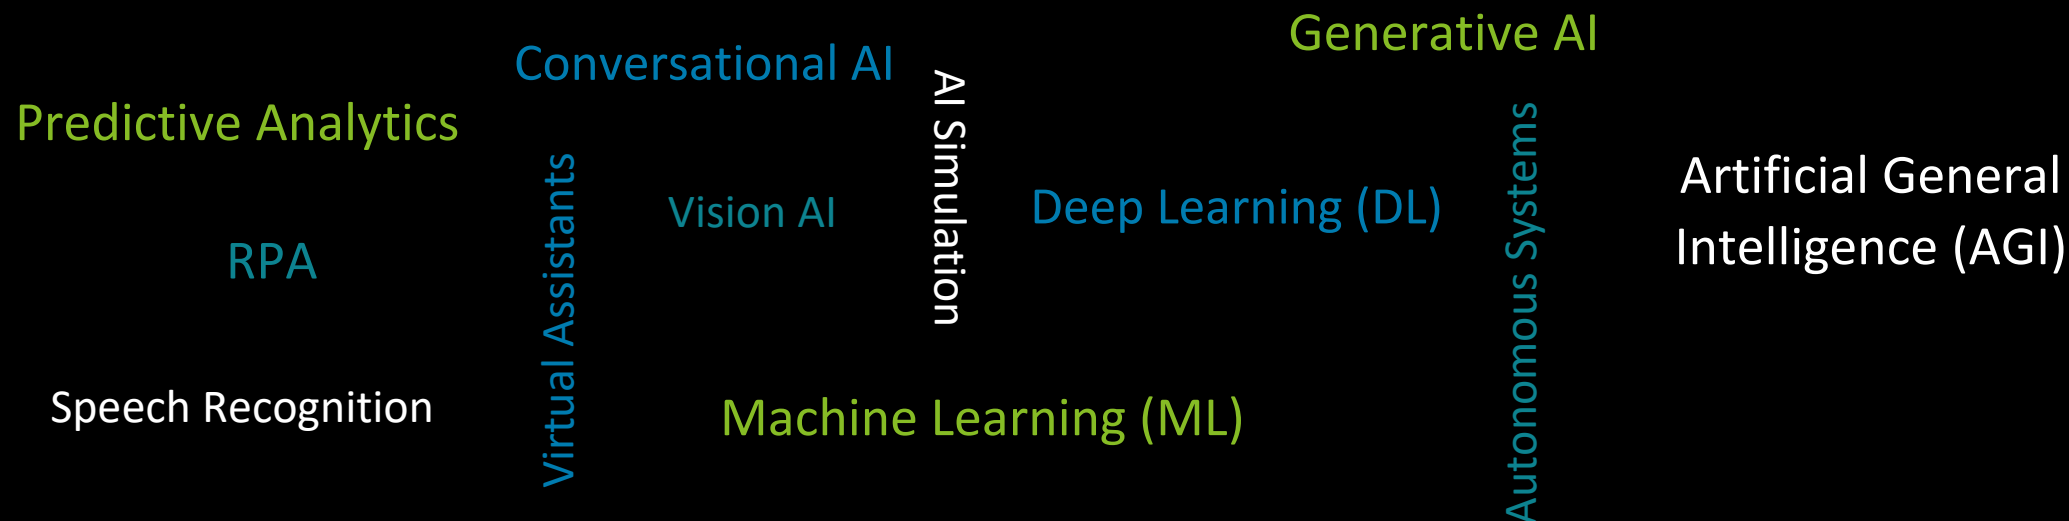 Generative AI
Conversational AI
AI Simulation
Predictive Analytics
Autonomous Systems
Virtual Assistants
Vision AI
Deep Learning (DL)
Artificial General
Intelligence (AGI)
RPA
Speech Recognition
Machine Learning (ML)